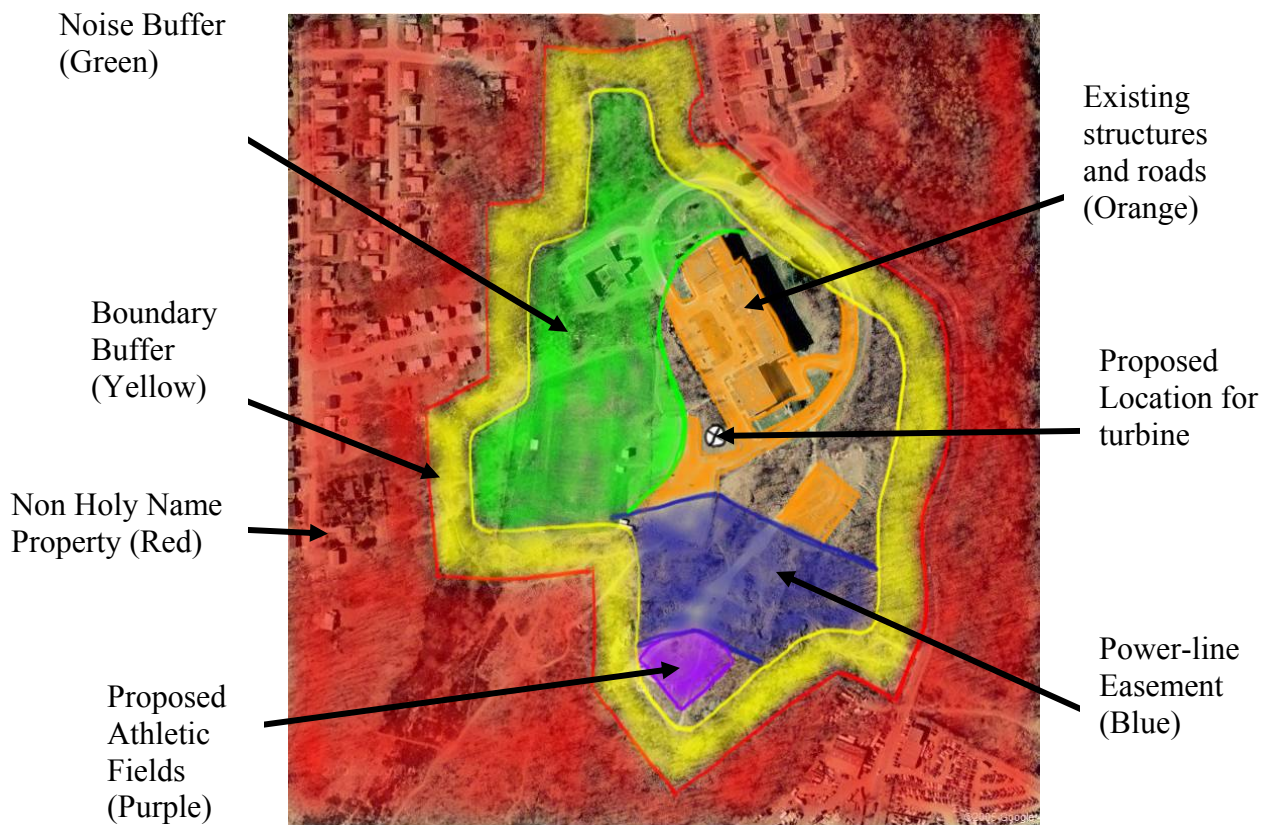 Noise Buffer
(Green)
Existing
structures
and roads
(Orange)
Boundary
Buffer
(Yellow)
Proposed
Location for
turbine
Non Holy Name
Property (Red)
Power-line
Easement
(Blue)
Proposed
Athletic
Fields
(Purple)